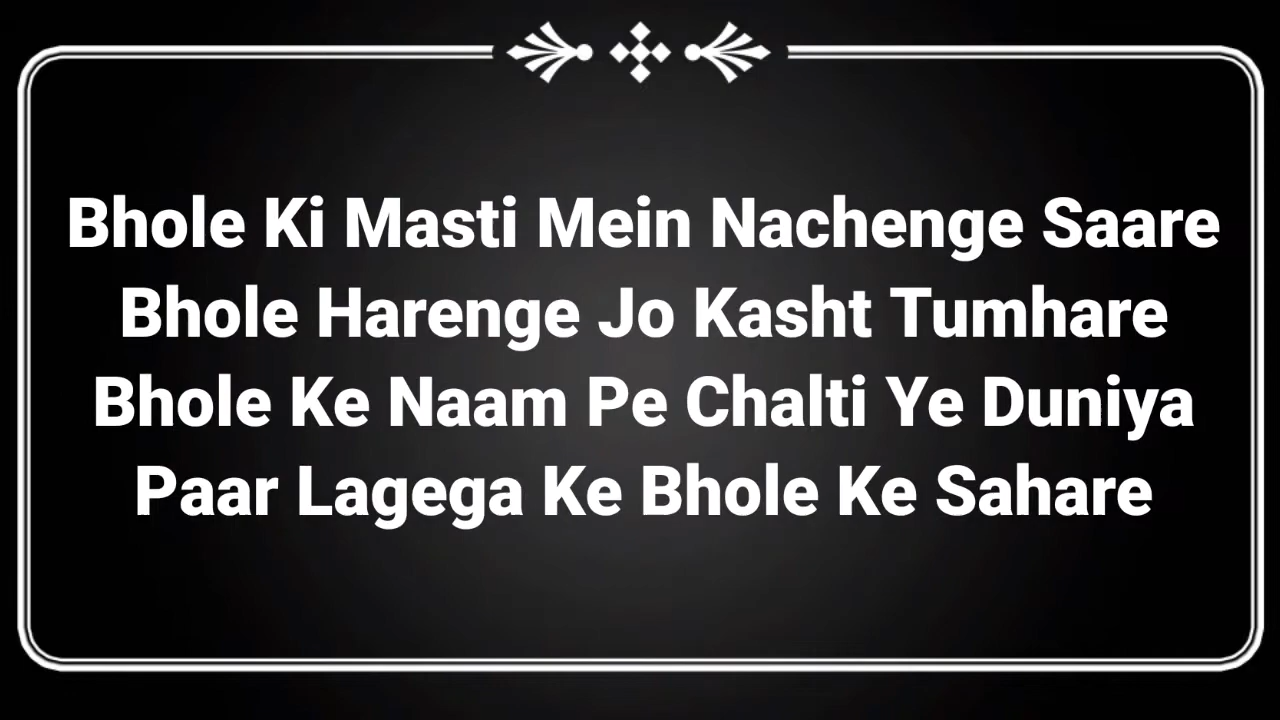 Bhole Ki Masti Mein Nachenge Saare
Bhole Harenge Jo Kasht Tumhare
Bhole Ke Naam Pe Chalti Ye Duniya
Paar Lagega Ke Bhole Ke Sahare